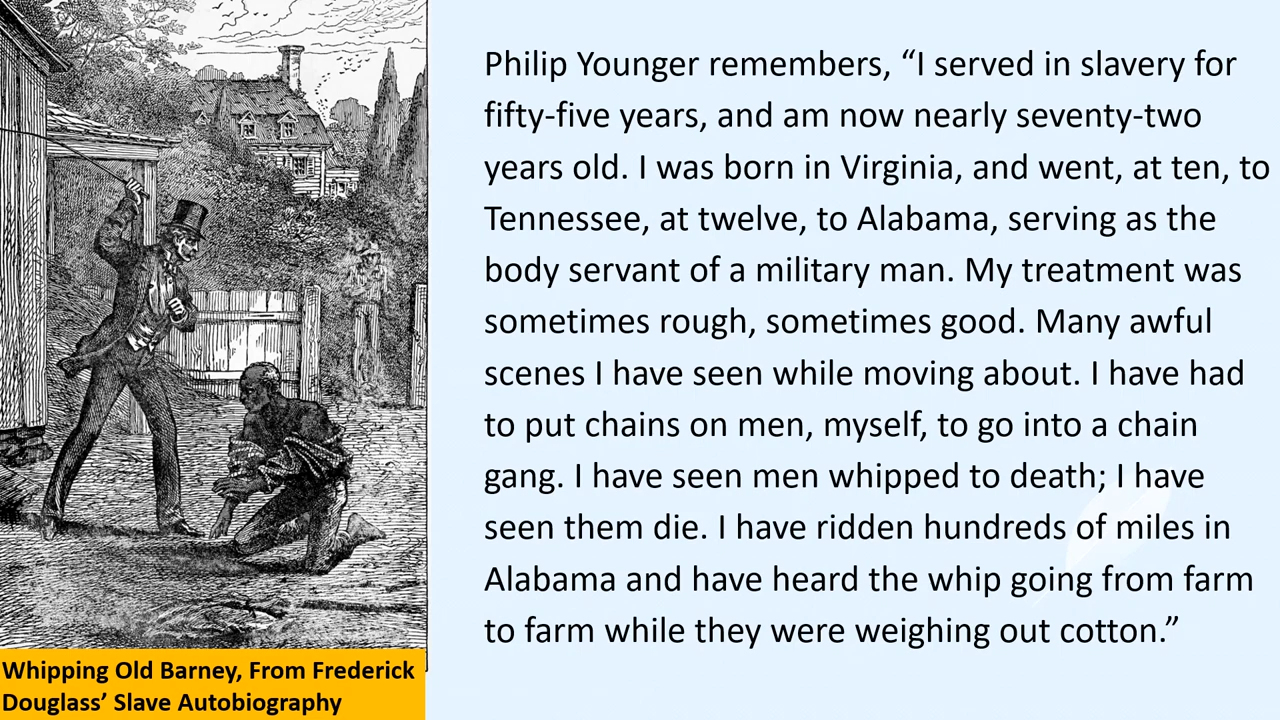 Philip Younger remembers, “I served in slavery for
fifty-five years, and am now nearly seventy-two
years old. I was born in Virginia, and went, at ten, to
Tennessee, at twelve, to Alabama, serving as the
body servant of a military man. My treatment was
sometimes rough, sometimes good. Many awful
scenes I have seen while moving about. I have had
to put chains on men, myself, to go into a chain
gang. I have seen men whipped to death; I have
seen them die. I have ridden hundreds of miles in
Alabama and have heard the whip going from farm
to farm while they were weighing out cotton.”
Whipping Old Barney, From Frederick
Douglass’ Slave Autobiography